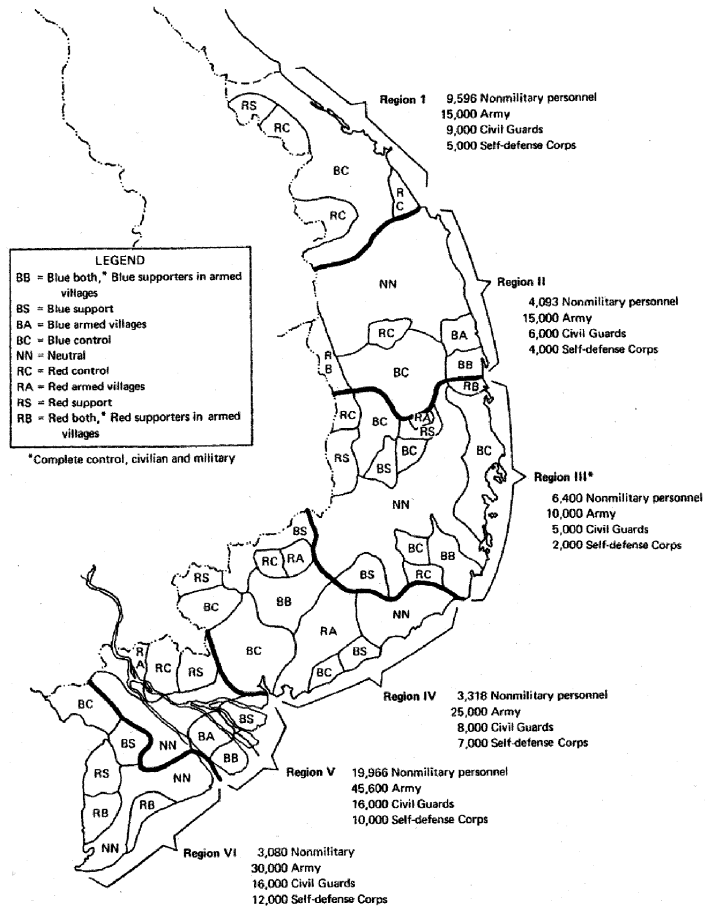 Region 1 9,596 Nonmilitary personnel
15,000 Army
9,000 Civil Guards
5,000 Self-defense Corps
RS
RC
BC
R
C
RC
LEGEND
BB = Blue both,* Blue supporters in armed
villages
BS = Blue support
BA = Blue armed villages
BC = Blue control
NN = Neutral
RC = Red control
RA = Red armed villages
RS = Red support
RB = Red both,* Red supporters in armed
villages
*Complete control, civilian and military
NN
Region II
4,093 Nonmilitary personnel
15,000 Army
6,000 Civil Guards
4,000 Self-defense Corps
RC
BA
R
B
BC
BB
RB
RC
BC
RA
RS
BC
RS
BS
BC
NN
Region III*
6,400 Nonmilitary personnel
10,000 Army
5,000 Civil Guards
2,000 Self-defense Corps
BS
BC
BB
RC
RC
RA
BS
RS
BB
BC
NN
RA
BC
BS
BC
R
A
RC
RS
Region IV 3,318 Nonmilitary personnel
25,000 Army
8,000 Civil Guards
7,000 Self-defense Corps
BC
BS
BS
BA
NN
BB
Region V 19,966 Nonmilitary personnel
45,600 Army
16,000 Civil Guards
10,000 Self-defense Corps
RS
NN
RB
RB
NN
Region VI 3,080 Nonmilitary
30,000 Army
16,000 Civil Guards
12,000 Self-defense Corps